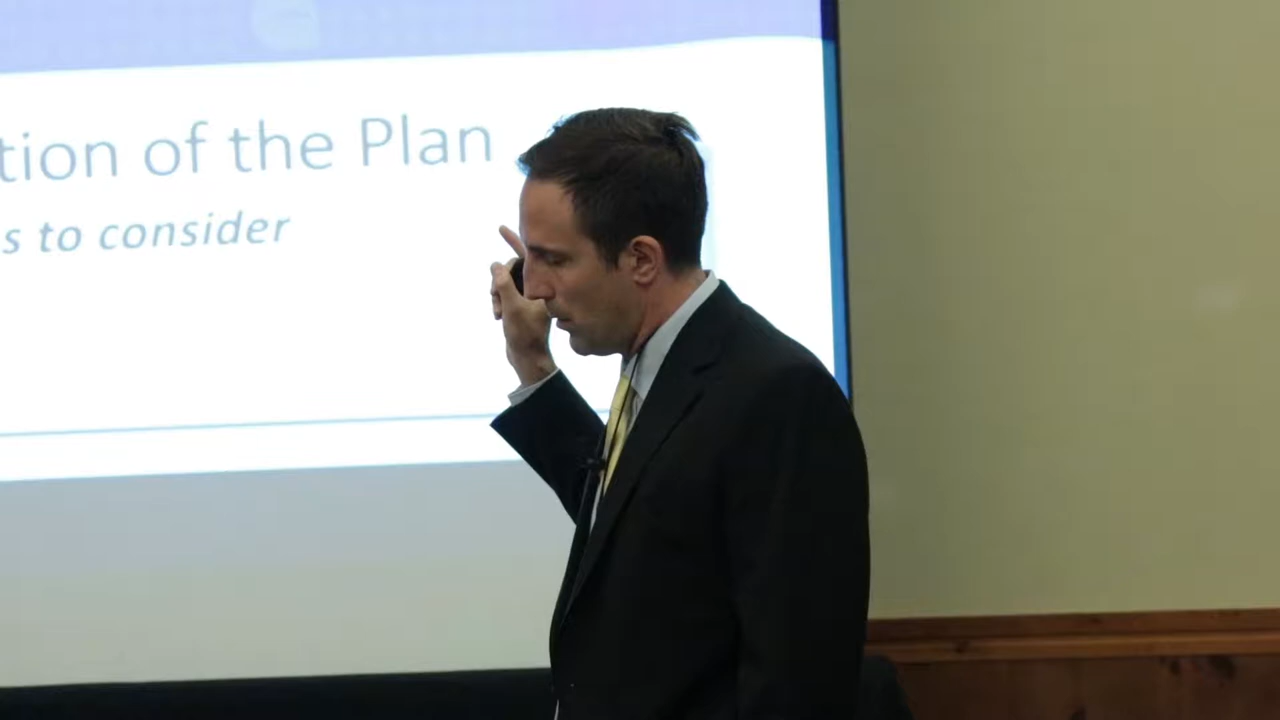 tion of the Plan
s to consider